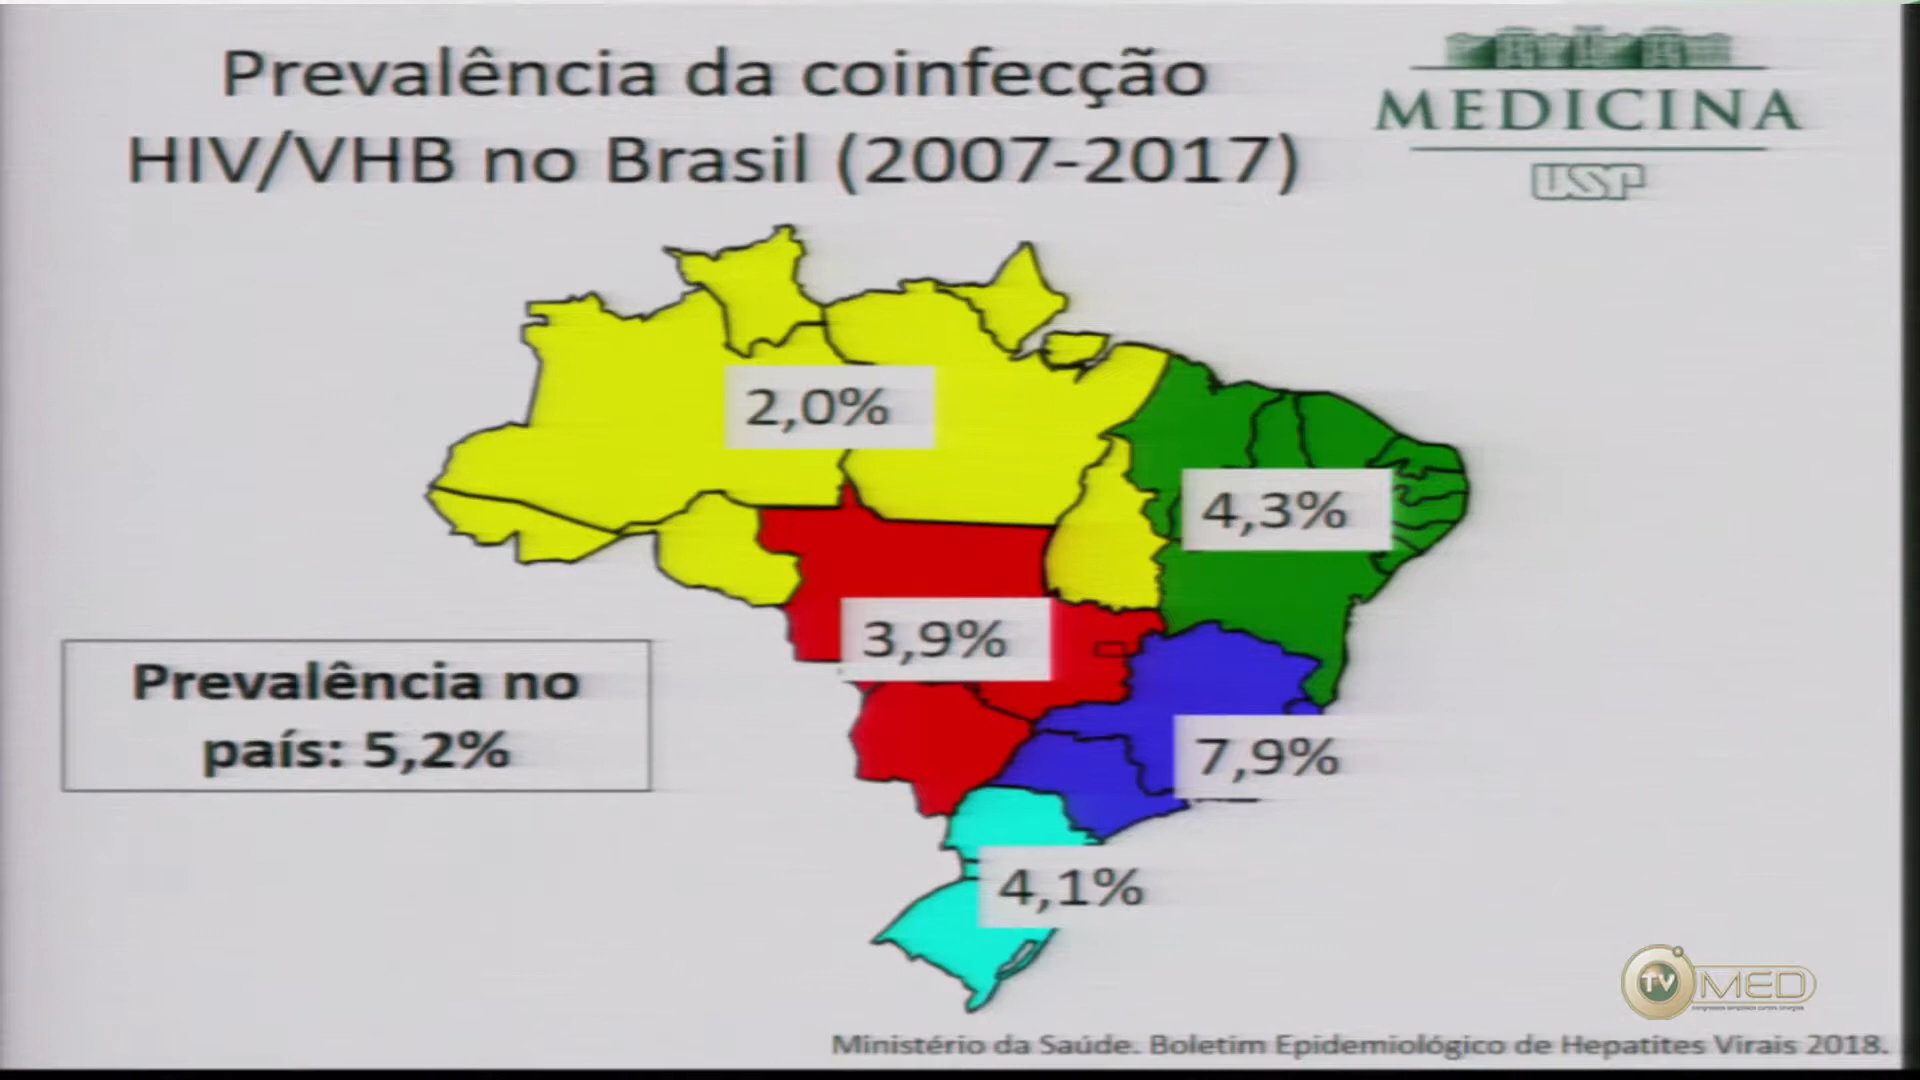 Prevalência da coinfecção
HIV/VHB no Brasil (2007-2017)
MEDICINA
USP
2,0%
4,3%
3,9%
Prevalência no
país: 5,2%
7,9%
4,1%
TV MED
Ministério da Saúde. Boletim Epidemiológico de Hepatites Virais 2018.